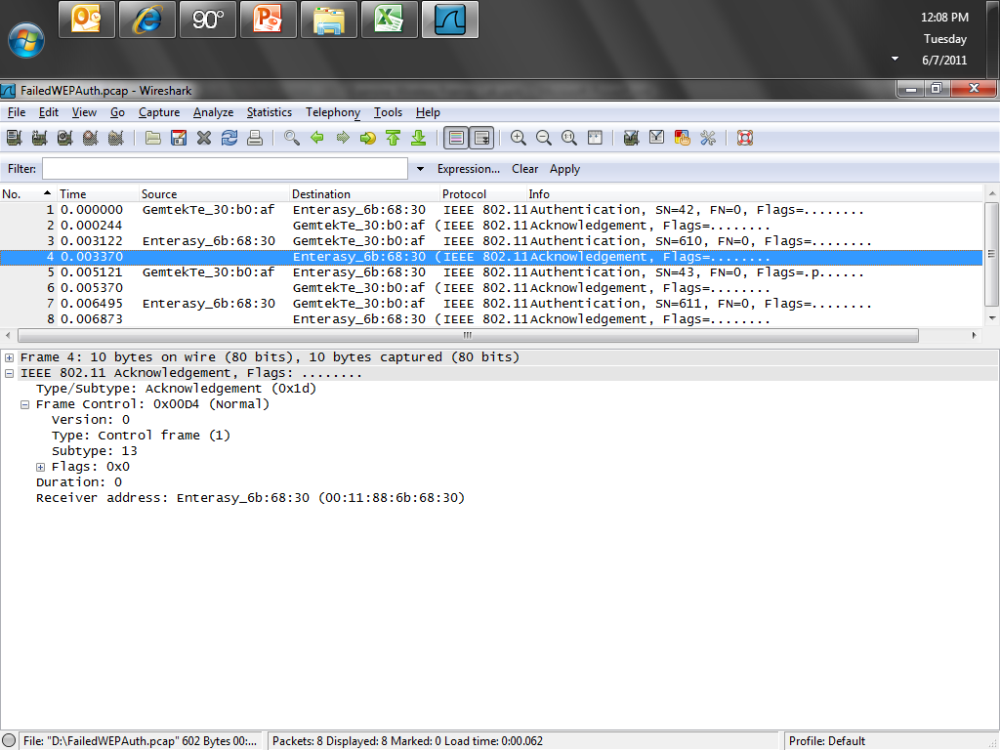 90°
12:08 PM
Tuesday
6/7/2011
FailedWEPAuth.pcap - Wireshark
File Edit View Go Capture Analyze Statistics Telephony Tools Help
Filter: Expression... Clear Apply
No. Time Source Destination Protocol Info
1 0.000000 GemtekTe_30:b0:af Enterasy_6b:68:30 IEEE 802.11 Authentication, SN=42, FN=0, Flags=........
2 0.000244 GemtekTe_30:b0:af ( IEEE 802.11 Acknowledgement, Flags=........
3 0.003122 Enterasy_6b:68:30 GemtekTe_30:b0:af IEEE 802.11 Authentication, SN=610, FN=0, Flags=........
4 0.003370 Enterasy_6b:68:30 ( IEEE 802.11 Acknowledgement, Flags=........
5 0.005121 GemtekTe_30:b0:af Enterasy_6b:68:30 IEEE 802.11 Authentication, SN=43, FN=0, Flags=.p......
6 0.005370 GemtekTe_30:b0:af ( IEEE 802.11 Acknowledgement, Flags=........
7 0.006495 Enterasy_6b:68:30 GemtekTe_30:b0:af IEEE 802.11 Authentication, SN=611, FN=0, Flags=........
8 0.006873 Enterasy_6b:68:30 ( IEEE 802.11 Acknowledgement, Flags=........
Frame 4: 10 bytes on wire (80 bits), 10 bytes captured (80 bits)
IEEE 802.11 Acknowledgement, Flags: ........
Type/Subtype: Acknowledgement (0x1d)
Frame Control: 0x00D4 (Normal)
Version: 0
Type: Control frame (1)
Subtype: 13
Flags: 0x0
Duration: 0
Receiver address: Enterasy_6b:68:30 (00:11:88:6b:68:30)
File: "D:\FailedWEPAuth.pcap" 602 Bytes 00:... Packets: 8 Displayed: 8 Marked: 0 Load time: 0:00.062 Profile: Default